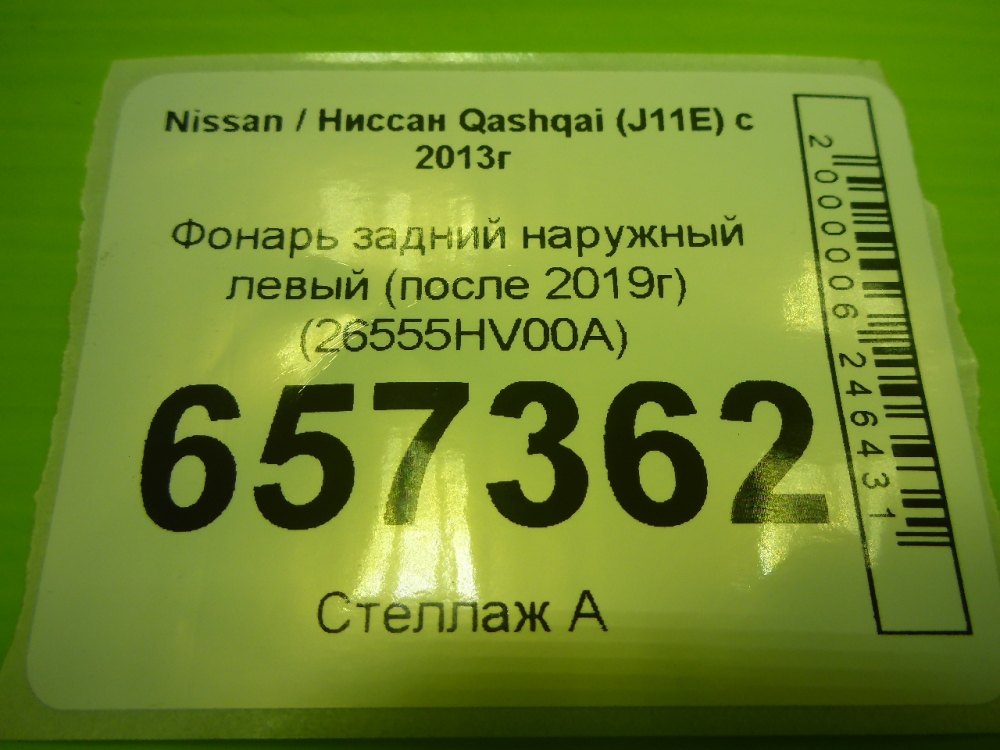 Nissan / Ниссан Qashqai (J11E) с
2013г
Фонарь задний наружный
левый (после 2019г)
(26555HV00A)
657362
Стеллаж А
2000006246431